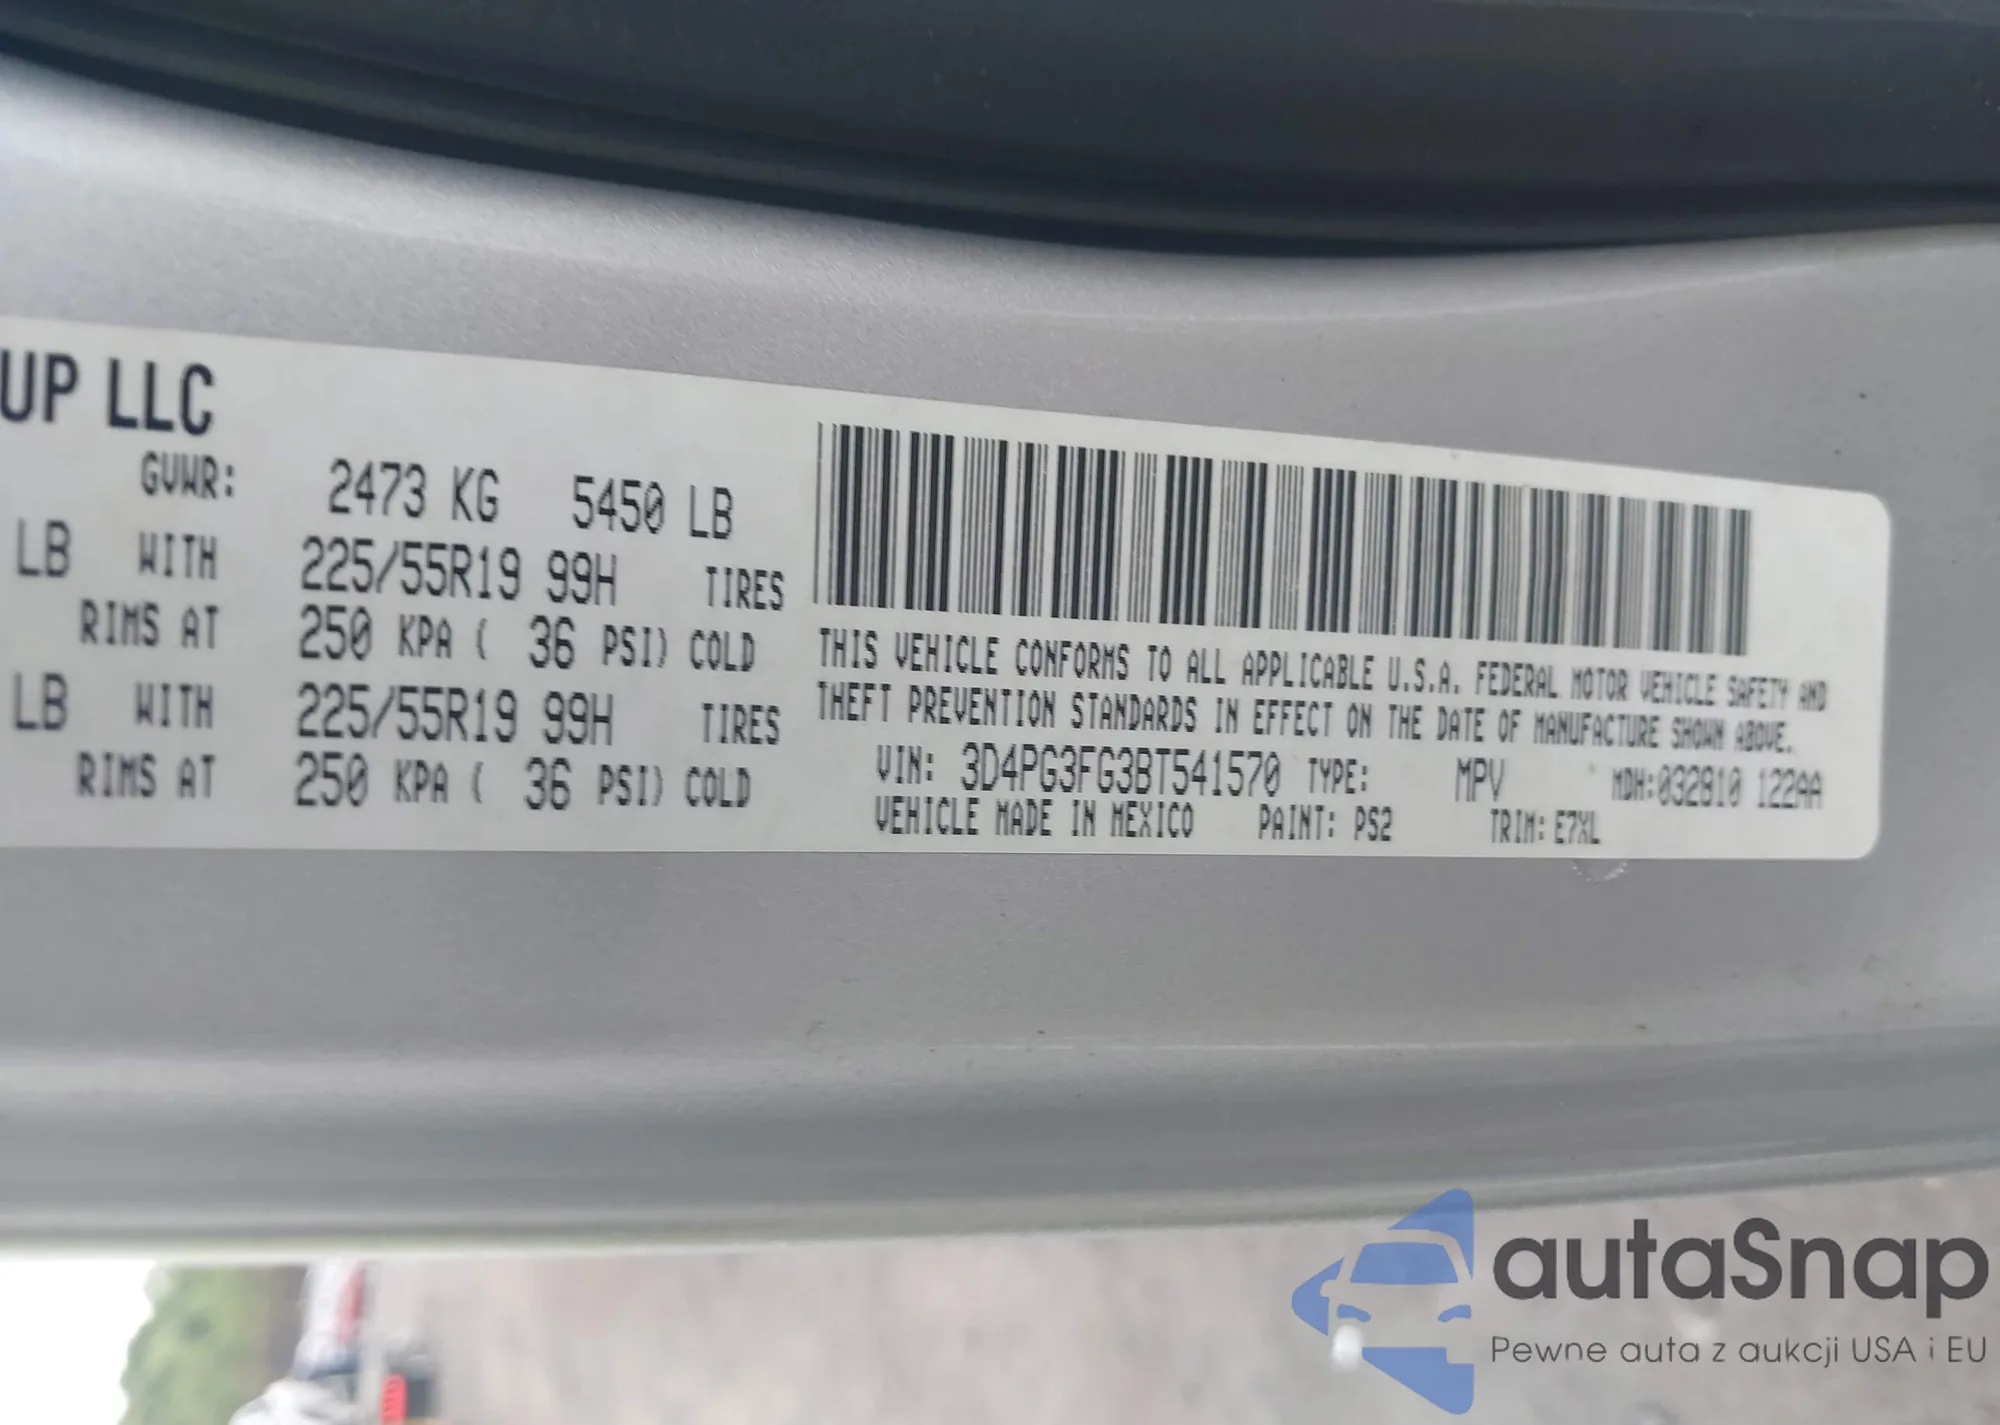 UP LLC
GVWR: 2473 KG 5450 LB
LB WITH 225/55R19 99H TIRES
RIMS AT 250 KPA ( 36 PSI) COLD
LB WITH 225/55R19 99H TIRES
RIMS AT 250 KPA ( 36 PSI) COLD
THIS VEHICLE CONFORMS TO ALL APPLICABLE U.S.A. FEDERAL MOTOR VEHICLE SAFETY AND
THEFT PREVENTION STANDARDS IN EFFECT ON THE DATE OF MANUFACTURE SHOWN ABOVE.
VIN: 3D4PG3FG3BT541570 TYPE: MPV MDH:032810 122AA
VEHICLE MADE IN MEXICO PAINT: PS2 TRIM: E7XL
autaSnap
Pewne auta z aukcji USA i EU